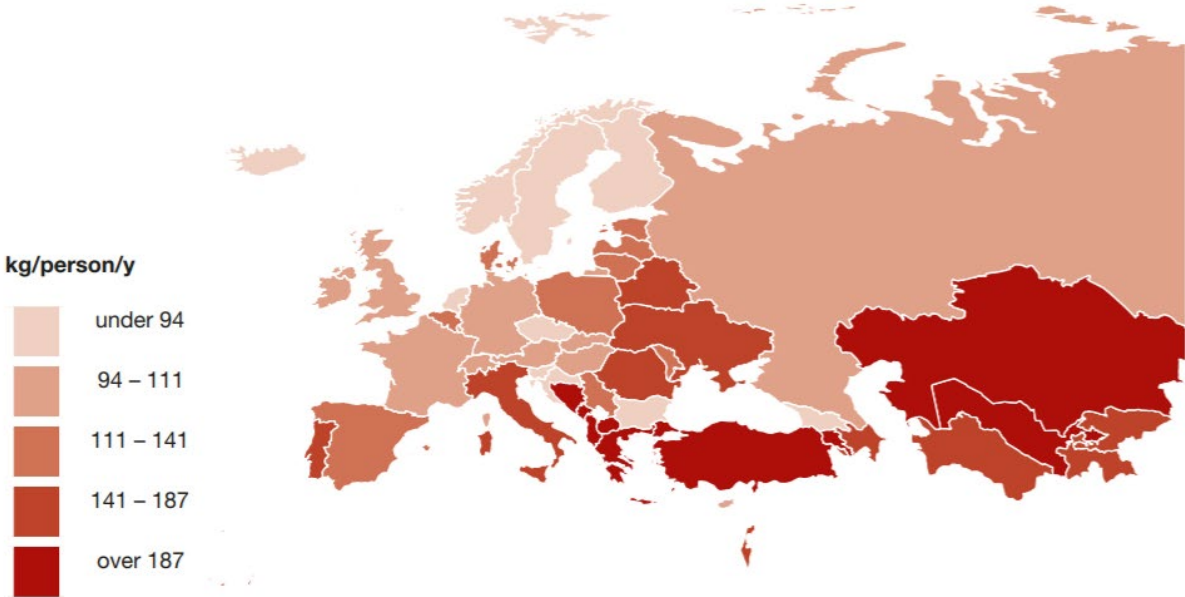 kg/person/y
under 94
94 – 111
111 – 141
141 – 187
over 187